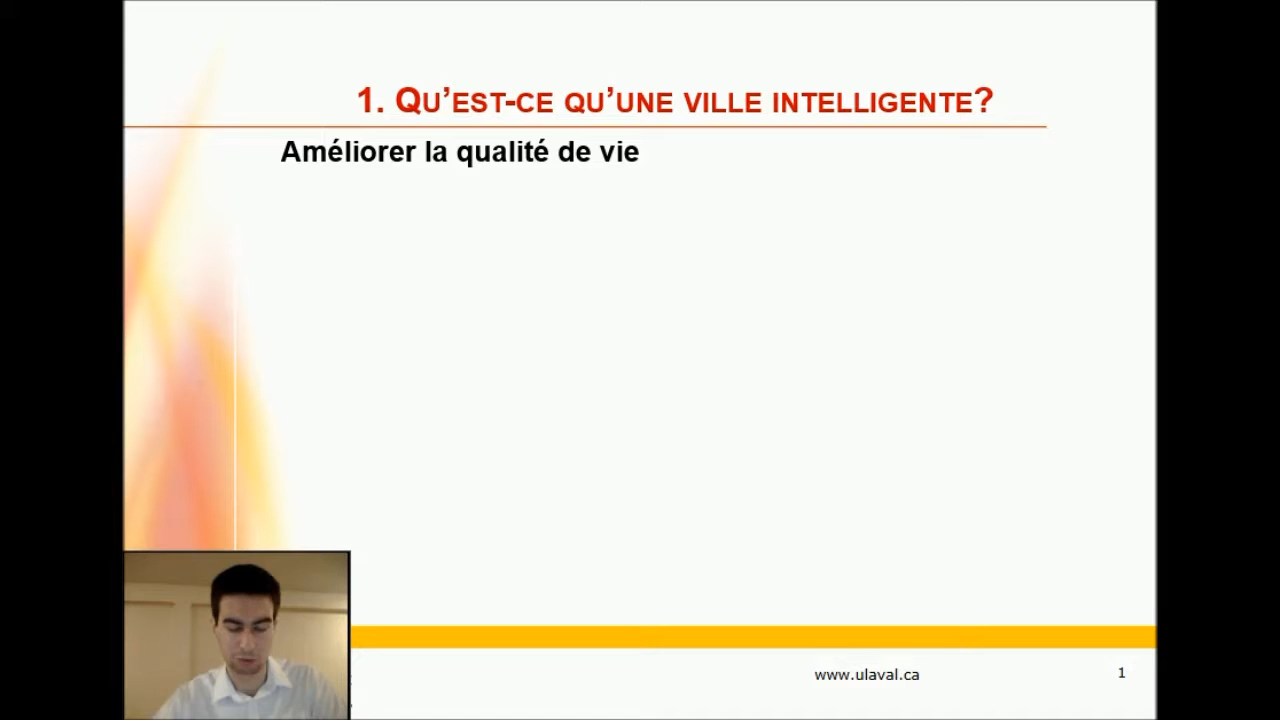 1. QU’EST-CE QU’UNE VILLE INTELLIGENTE?
Améliorer la qualité de vie
www.ulaval.ca
1